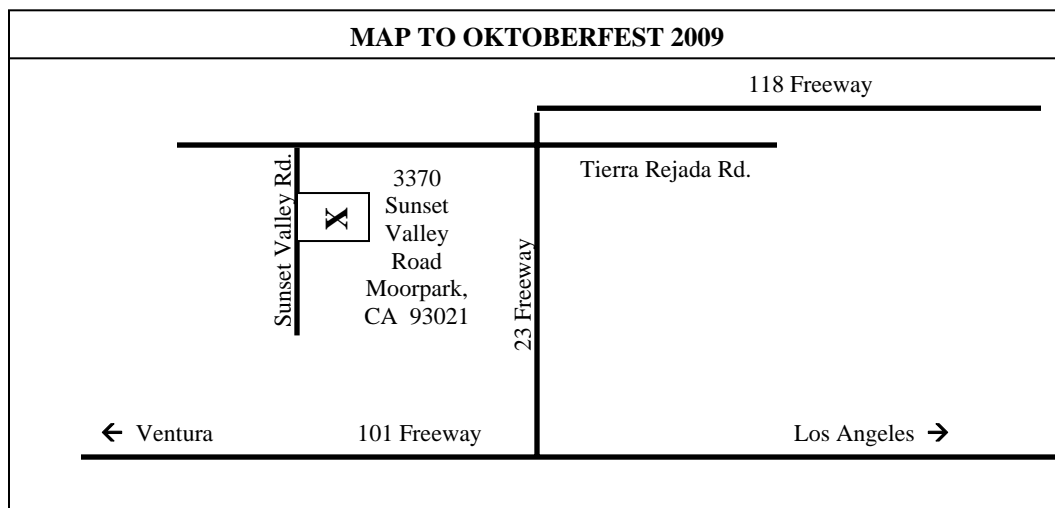 MAP TO OKTOBERFEST 2009
118 Freeway
Tierra Rejada Rd.
Sunset Valley Rd.
X
3370
Sunset
Valley
Road
Moorpark,
CA 93021
23 Freeway
← Ventura
101 Freeway
Los Angeles →